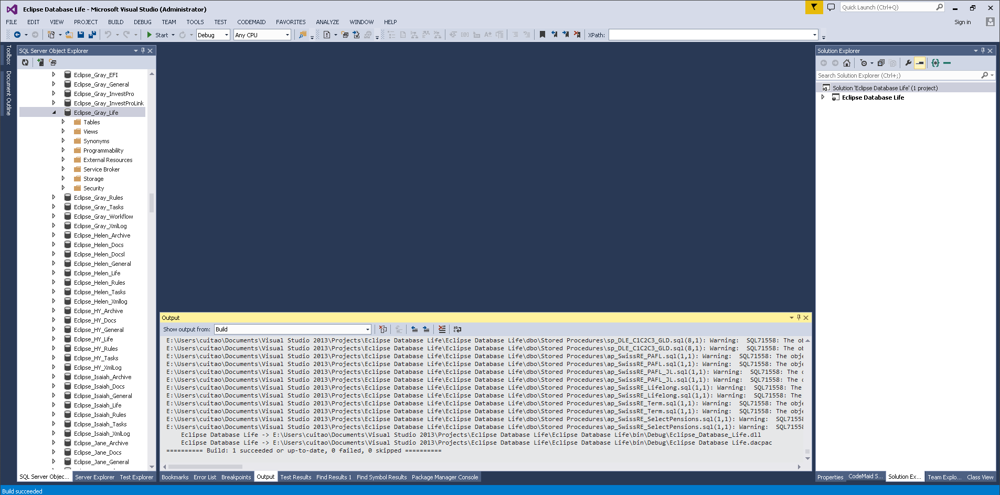 Eclipse Database Life - Microsoft Visual Studio (Administrator)
Quick Launch (Ctrl+Q)
FILE EDIT VIEW PROJECT BUILD DEBUG TEAM TOOLS TEST CODEMAID FAVORITES ANALYZE WINDOW HELP
Sign in
Start Debug Any CPU XPath:
Toolbox
Document Outline
SQL Server Object Explorer
Eclipse_Gray_EFI
Eclipse_Gray_General
Eclipse_Gray_InvestPro
Eclipse_Gray_InvestProLink
Eclipse_Gray_Life
Tables
Views
Synonyms
Programmability
External Resources
Service Broker
Storage
Security
Eclipse_Gray_Rules
Eclipse_Gray_Tasks
Eclipse_Gray_Workflow
Eclipse_Gray_XmlLog
Eclipse_Helen_Archive
Eclipse_Helen_Docs
Eclipse_Helen_Docsl
Eclipse_Helen_General
Eclipse_Helen_Life
Eclipse_Helen_Rules
Eclipse_Helen_Tasks
Eclipse_Helen_Xmllog
Eclipse_HY_Archive
Eclipse_HY_Docs
Eclipse_HY_General
Eclipse_HY_Life
Eclipse_HY_Rules
Eclipse_HY_Tasks
Eclipse_HY_XmlLog
Eclipse_Isaiah_Archive
Eclipse_Isaiah_Docs
Eclipse_Isaiah_General
Eclipse_Isaiah_Life
Eclipse_Isaiah_Rules
Eclipse_Isaiah_Tasks
Eclipse_Isaiah_XmlLog
Eclipse_Jane_Archive
Eclipse_Jane_Docs
Eclipse_Jane_General
SQL Server Objec... Server Explorer Test Explorer
Output
Show output from: Build
E:\Users\cuitao\Documents\Visual Studio 2013\Projects\Eclipse Database Life\Eclipse Database Life\dbo\Stored Procedures\sp_DLE_C1C2C3_GLD.sql(8,1): Warning:  SQL71558: The ob
E:\Users\cuitao\Documents\Visual Studio 2013\Projects\Eclipse Database Life\Eclipse Database Life\dbo\Stored Procedures\sp_DLE_C1C2C3_GLD.sql(8,1): Warning:  SQL71558: The ob
E:\Users\cuitao\Documents\Visual Studio 2013\Projects\Eclipse Database Life\Eclipse Database Life\dbo\Stored Procedures\ap_SwissRE_PAFL.sql(1,1): Warning:  SQL71558: The obje
E:\Users\cuitao\Documents\Visual Studio 2013\Projects\Eclipse Database Life\Eclipse Database Life\dbo\Stored Procedures\ap_SwissRE_PAFL.sql(1,1): Warning:  SQL71558: The obje
E:\Users\cuitao\Documents\Visual Studio 2013\Projects\Eclipse Database Life\Eclipse Database Life\dbo\Stored Procedures\ap_SwissRE_PAFL_JL.sql(1,1): Warning:  SQL71558: The o
E:\Users\cuitao\Documents\Visual Studio 2013\Projects\Eclipse Database Life\Eclipse Database Life\dbo\Stored Procedures\ap_SwissRE_PAFL_JL.sql(1,1): Warning:  SQL71558: The o
E:\Users\cuitao\Documents\Visual Studio 2013\Projects\Eclipse Database Life\Eclipse Database Life\dbo\Stored Procedures\ap_SwissRE_Lifelong.sql(1,1): Warning:  SQL71558: The
E:\Users\cuitao\Documents\Visual Studio 2013\Projects\Eclipse Database Life\Eclipse Database Life\dbo\Stored Procedures\ap_SwissRE_Lifelong.sql(1,1): Warning:  SQL71558: The
E:\Users\cuitao\Documents\Visual Studio 2013\Projects\Eclipse Database Life\Eclipse Database Life\dbo\Stored Procedures\ap_SwissRE_Term.sql(1,1): Warning:  SQL71558: The obje
E:\Users\cuitao\Documents\Visual Studio 2013\Projects\Eclipse Database Life\Eclipse Database Life\dbo\Stored Procedures\ap_SwissRE_Term.sql(1,1): Warning:  SQL71558: The obje
E:\Users\cuitao\Documents\Visual Studio 2013\Projects\Eclipse Database Life\Eclipse Database Life\dbo\Stored Procedures\ap_SwissRE_SelectPensions.sql(1,1): Warning:  SQL71558
E:\Users\cuitao\Documents\Visual Studio 2013\Projects\Eclipse Database Life\Eclipse Database Life\dbo\Stored Procedures\ap_SwissRE_SelectPensions.sql(1,1): Warning:  SQL71558
Eclipse Database Life -> E:\Users\cuitao\Documents\Visual Studio 2013\Projects\Eclipse Database Life\Eclipse Database Life\bin\Debug\Eclipse_Database_Life.dll
Eclipse Database Life -> E:\Users\cuitao\Documents\Visual Studio 2013\Projects\Eclipse Database Life\Eclipse Database Life\bin\Debug\Eclipse Database Life.dacpac
========== Build: 1 succeeded or up-to-date, 0 failed, 0 skipped ==========
Bookmarks Error List Breakpoints Output Test Results Find Results 1 Find Symbol Results Package Manager Console
Solution Explorer
Search Solution Explorer (Ctrl+;)
Solution 'Eclipse Database Life' (1 project)
Eclipse Database Life
Properties CodeMaid S... Solution Ex... Team Explo... Class View
Build succeeded